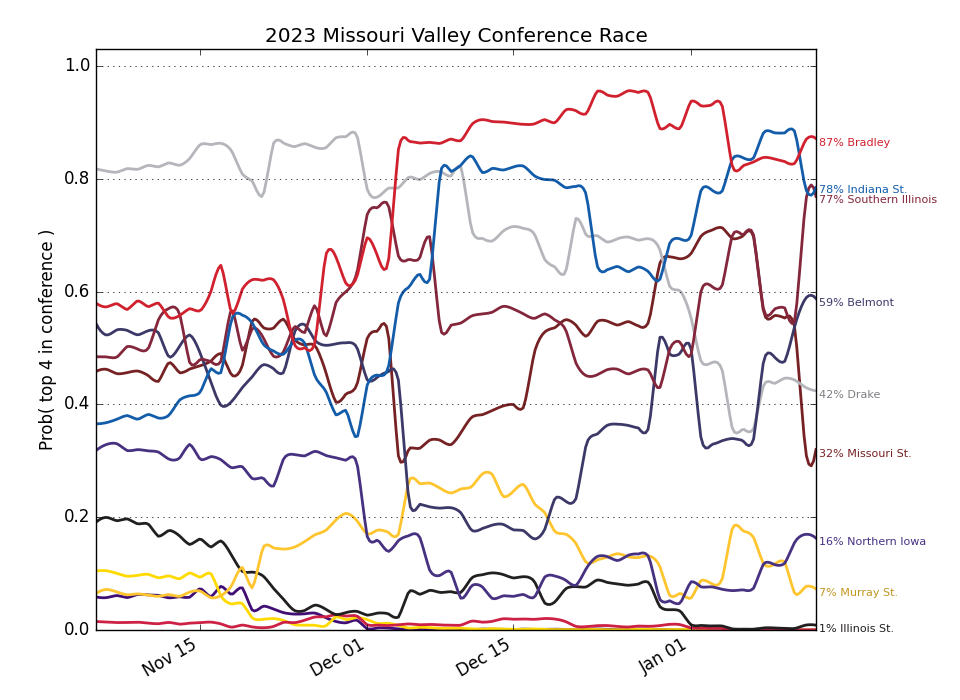 2023 Missouri Valley Conference Race
Prob( top 4 in conference )
1.0
0.8
0.6
0.4
0.2
0.0
Nov 15
Dec 01
Dec 15
Jan 01
87% Bradley
78% Indiana St.
77% Southern Illinois
59% Belmont
42% Drake
32% Missouri St.
16% Northern Iowa
7% Murray St.
1% Illinois St.